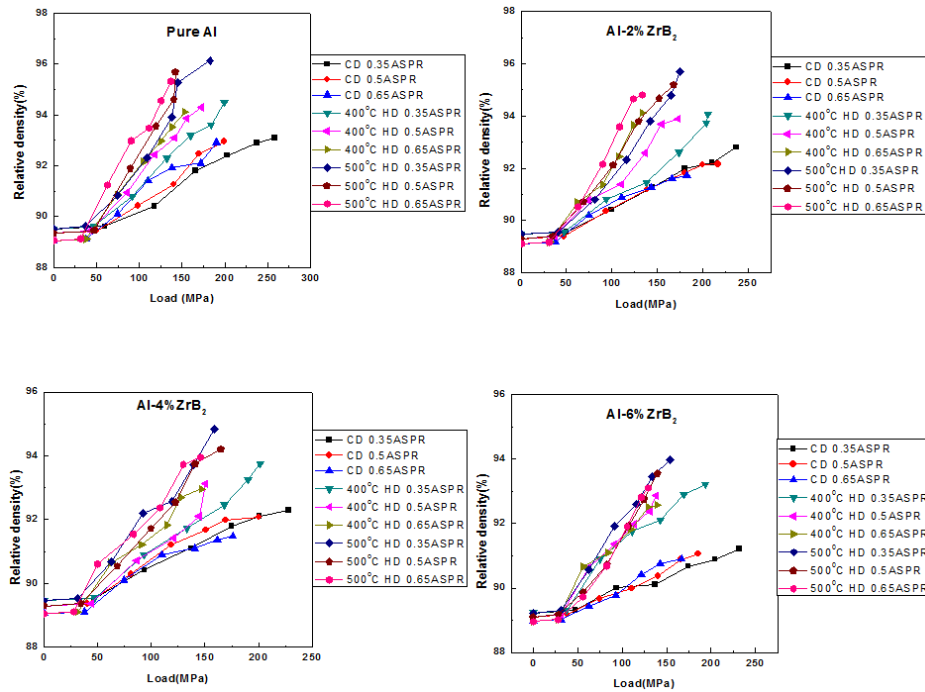 Pure Al
Relative density(%)
96
94
92
90
88
0
50
100
150
200
250
300
Load (MPa)
CD 0.35ASPR
CD 0.5ASPR
CD 0.65ASPR
400°C HD 0.35ASPR
400°C HD 0.5ASPR
400°C HD 0.65ASPR
500°C HD 0.35ASPR
500°C HD 0.5ASPR
500°C HD 0.65ASPR
Al-2%ZrB₂
Relative density(%)
96
94
92
90
88
0
50
100
150
200
250
Load (MPa)
CD 0.35ASPR
CD 0.5ASPR
CD 0.65ASPR
400°C HD 0.35ASPR
400°C HD 0.5ASPR
400°C HD 0.65ASPR
500°CHD 0.35ASPR
500°C HD 0.5ASPR
500°C HD 0.65ASPR
Al-4%ZrB₂
Relative density(%)
96
94
92
90
88
0
50
100
150
200
250
Load(MPa)
CD 0.35ASPR
CD 0.5ASPR
CD 0.65ASPR
400°C HD 0.35ASPR
400°C HD 0.5ASPR
400°C HD 0.65ASPR
500°C HD 0.35ASPR
500°C HD 0.5ASPR
500°C HD 0.65ASPR
Al-6%ZrB₂
Relative density(%)
96
94
92
90
88
0
50
100
150
200
250
Load(MPa)
CD 0.35ASPR
CD 0.5ASPR
CD 0.65ASPR
400°C HD 0.35ASPR
400°C HD 0.5ASPR
400°C HD 0.65ASPR
500°C HD 0.35ASPR
500°C HD 0.5ASPR
500°C HD 0.65ASPR